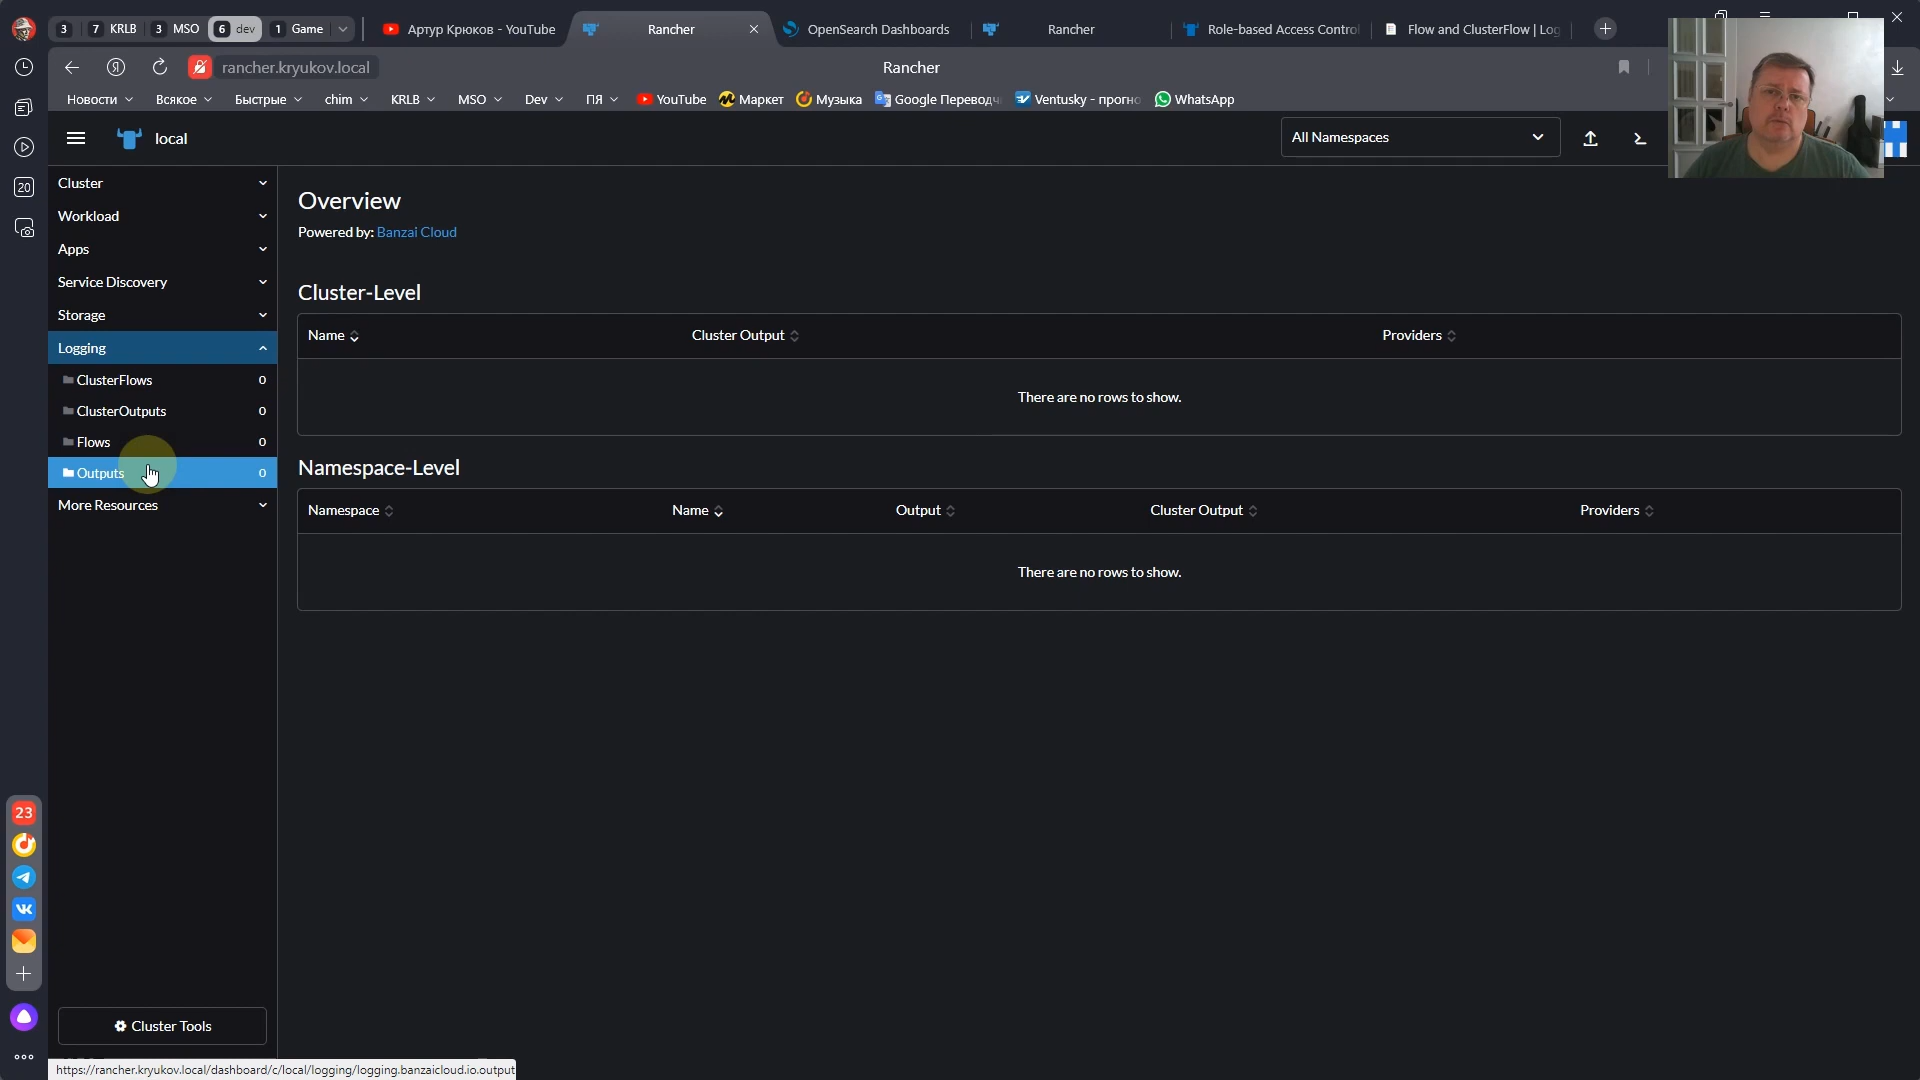 3 7 KRLB 3 MSO 6 dev 1 Game Артур Крюков - YouTube Rancher OpenSearch Dashboards Rancher Role-based Access Control Flow and ClusterFlow | Log
rancher.kryukov.local Rancher
Новости Всякое Быстрые chim KRLB MSO Dev ПЯ YouTube Маркет Музыка Google Переводч Ventusky - прогно WhatsApp
local All Namespaces
20
Cluster
Workload
Apps
Service Discovery
Storage
Logging
ClusterFlows 0
ClusterOutputs 0
Flows 0
Outputs 0
More Resources
Overview
Powered by: Banzai Cloud
Cluster-Level
Name Cluster Output Providers
There are no rows to show.
Namespace-Level
Namespace Name Output Cluster Output Providers
There are no rows to show.
23
Cluster Tools
https://rancher.kryukov.local/dashboard/c/local/logging/logging.banzaicloud.io.output